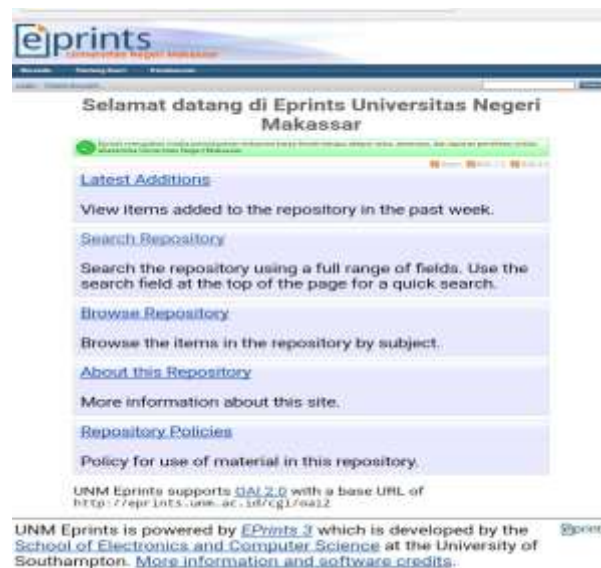 eprints
Universitas Negeri Makassar
Beranda
Login
Selamat datang di Eprints Universitas Negeri
Makassar
Latest Additions
View items added to the repository in the past week.
Search Repository
Search the repository using a full range of fields. Use the
search field at the top of the page for a quick search.
Browse Repository
Browse the items in the repository by subject.
About this Repository
More information about this site.
Repository Policies
Policy for use of material in this repository.
UNM Eprints supports OAI 2.0 with a base URL of
http://eprints.unm.ac.id/cgi/oai2
UNM Eprints is powered by EPrints 3 which is developed by the
School of Electronics and Computer Science at the University of
Southampton. More information and software credits.